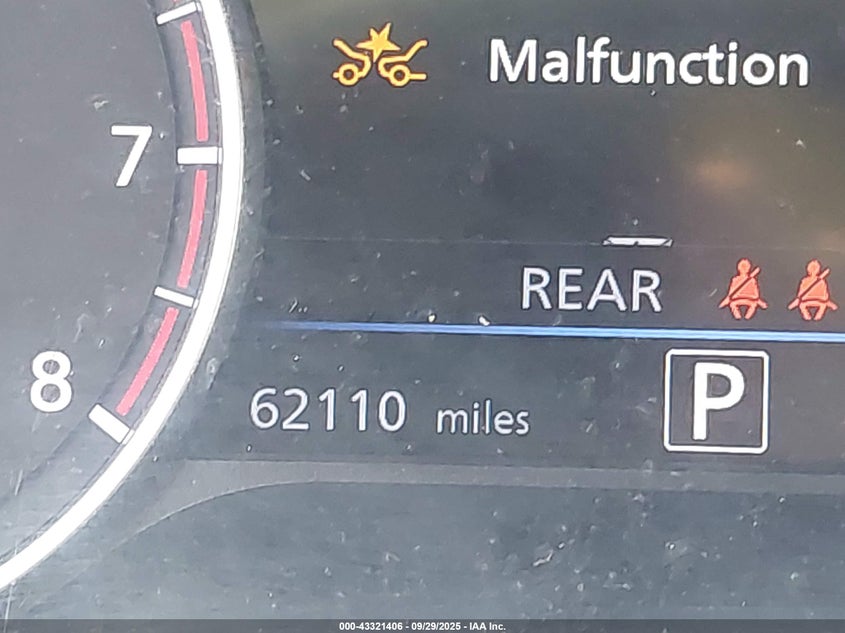 Malfunction
7
REAR
8
62110 miles
P
000-43321406 - 09/29/2025 - IAA Inc.